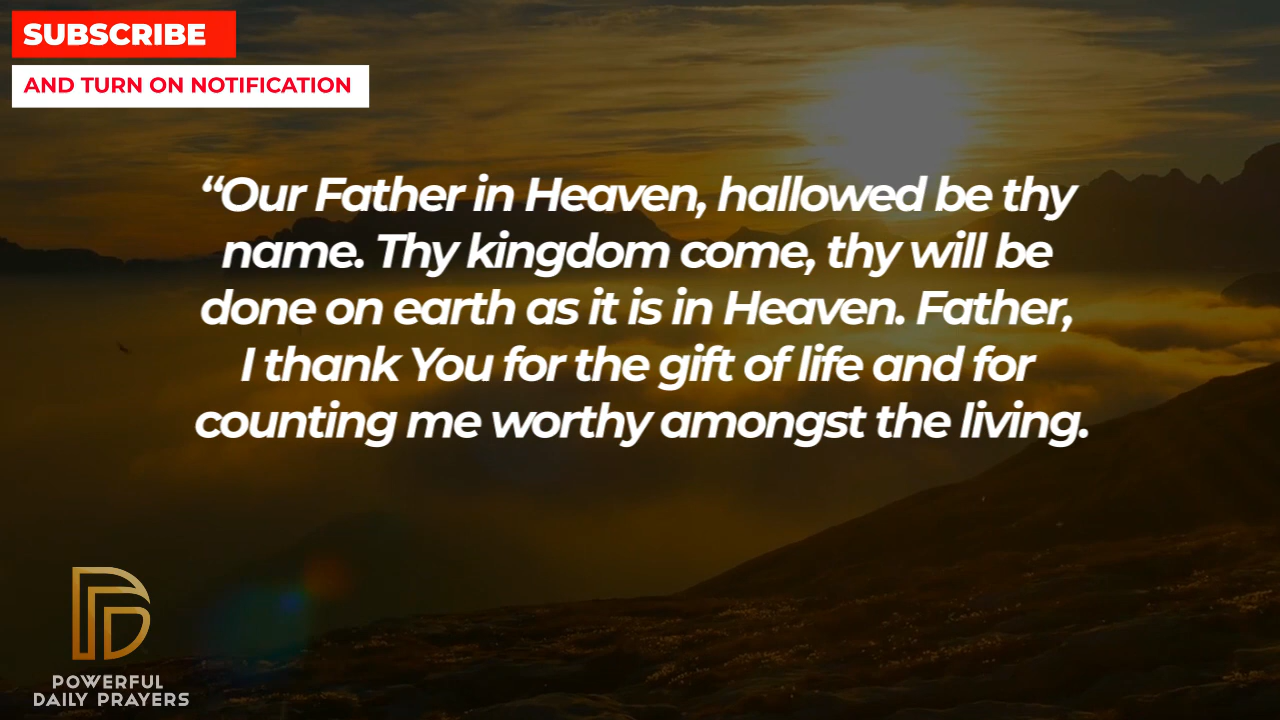 SUBSCRIBE
AND TURN ON NOTIFICATION
“Our Father in Heaven, hallowed be thy
name. Thy kingdom come, thy will be
done on earth as it is in Heaven. Father,
I thank You for the gift of life and for
counting me worthy amongst the living.
POWERFUL
DAILY PRAYERS